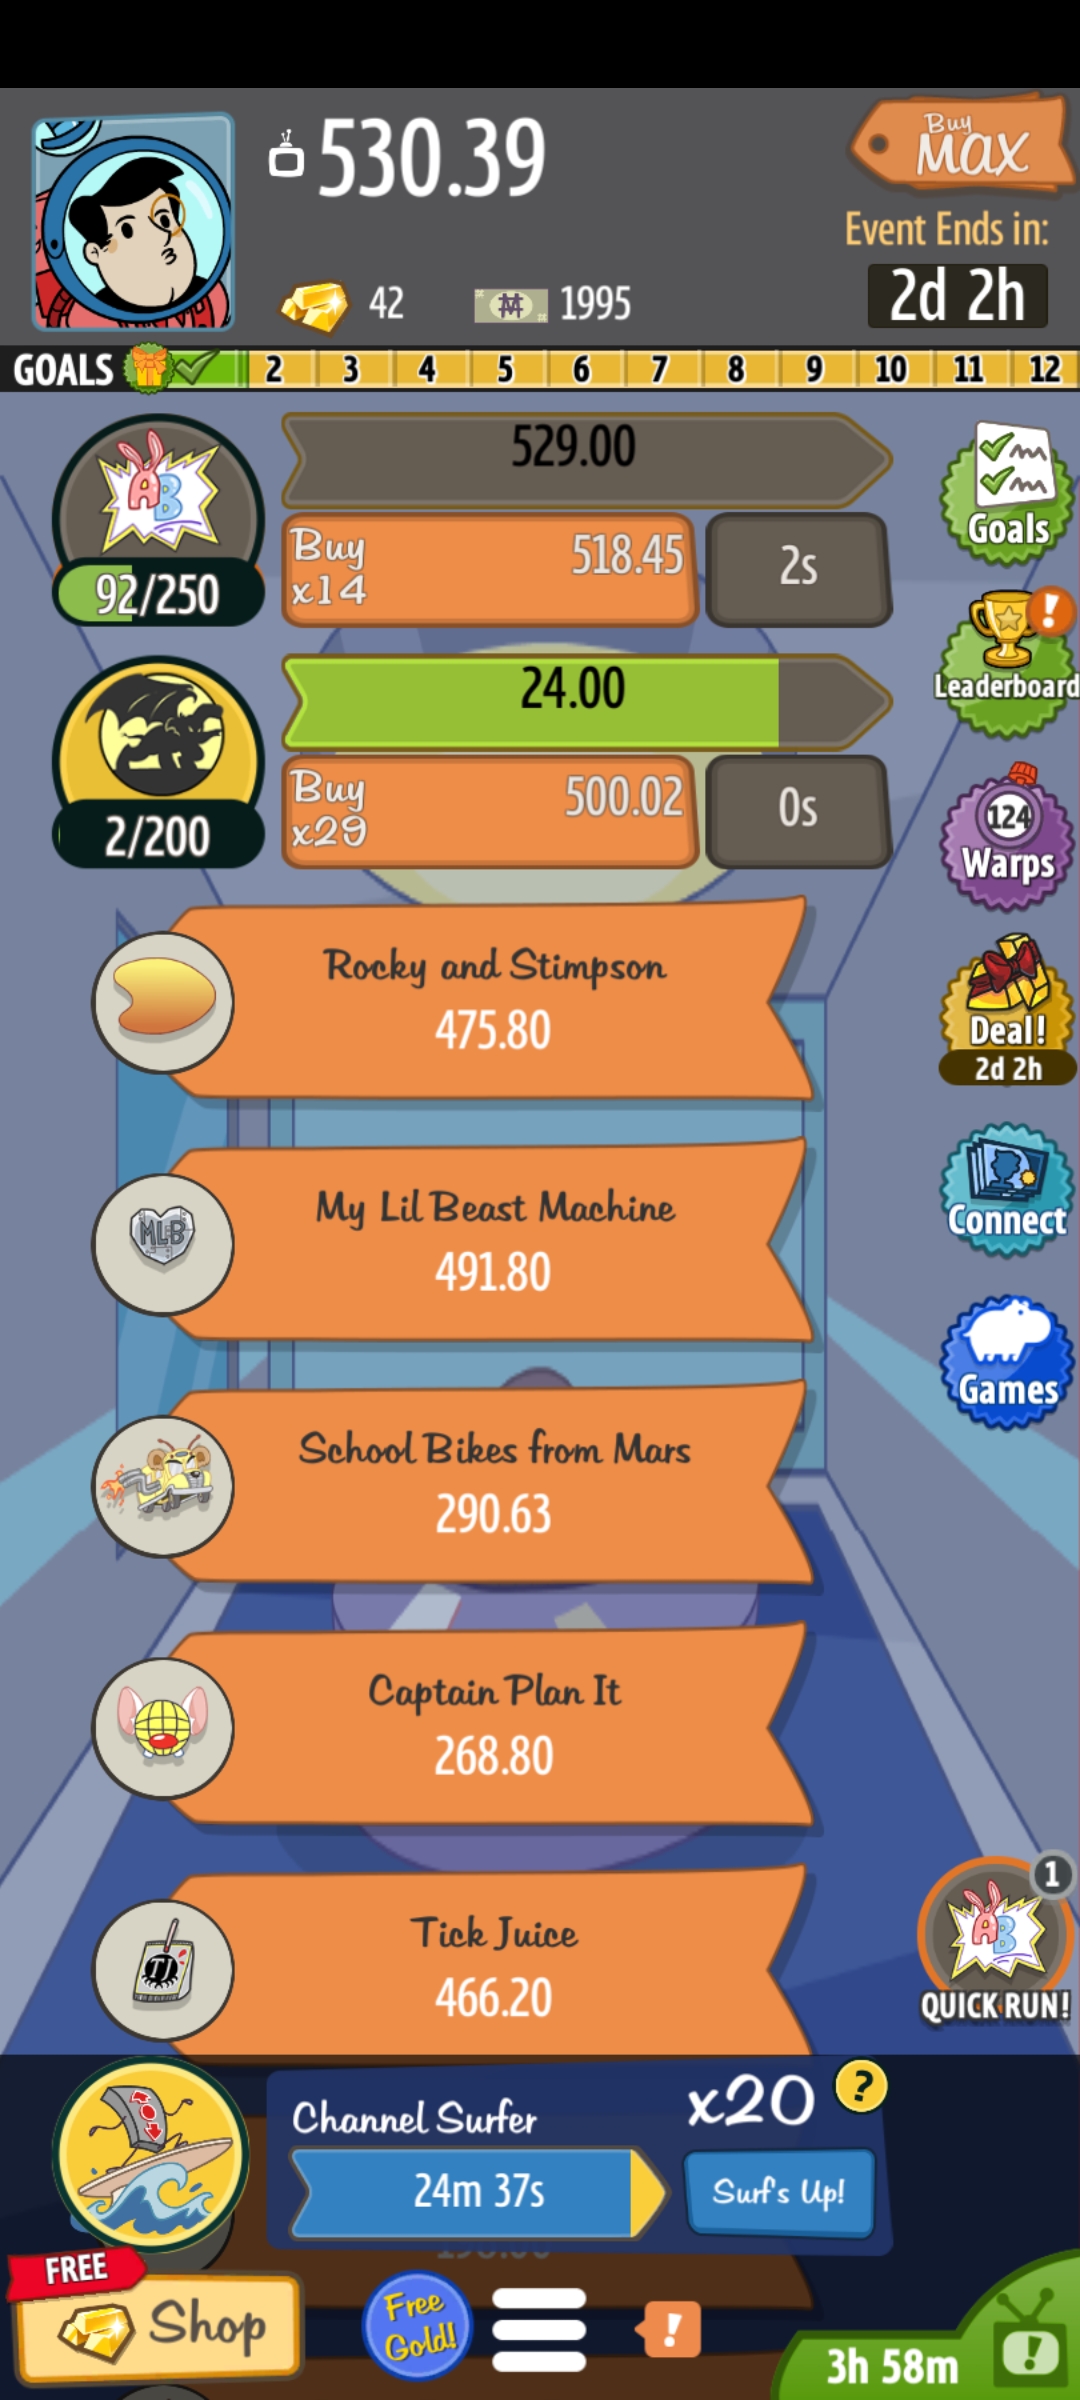 530.39
Buy
MAX
Event Ends in:
42
1995
2d 2h
GOALS 2 3 4 5 6 7 8 9 10 11 12
AB
529.00
Buy
x14
518.45
2s
92/250
Goals
24.00
Buy
x29
500.02
0s
2/200
Leaderboard
124
Warps
Rocky and Stimpson
475.80
Deal!
2d 2h
MLB
My Lil Beast Machine
491.80
Connect
School Bikes from Mars
290.63
Games
Captain Plan It
268.80
TJ
Tick Juice
466.20
1
AB
QUICK RUN!
Channel Surfer
x20
?
24m 37s
Surf's Up!
FREE
Shop
Free
Gold!
!
3h 58m
!